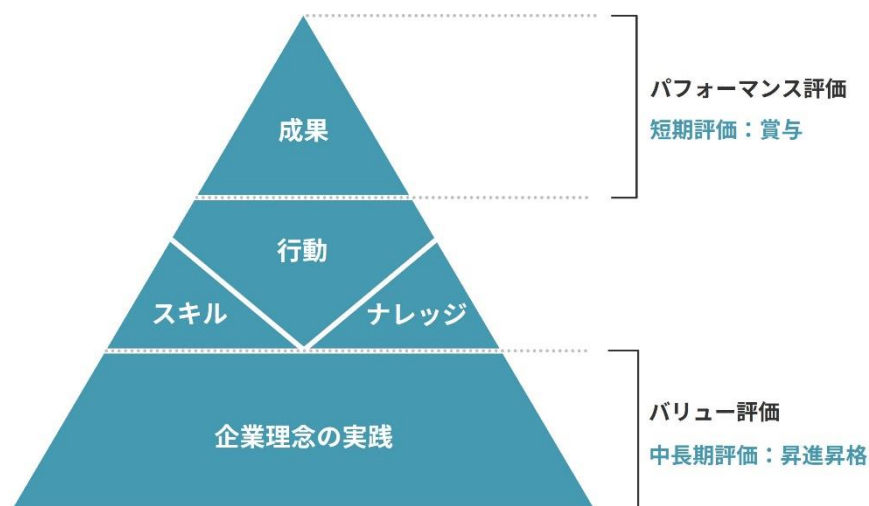 成果
パフォーマンス評価
短期評価：賞与
行動
スキル
ナレッジ
企業理念の実践
バリュー評価
中長期評価：昇進昇格